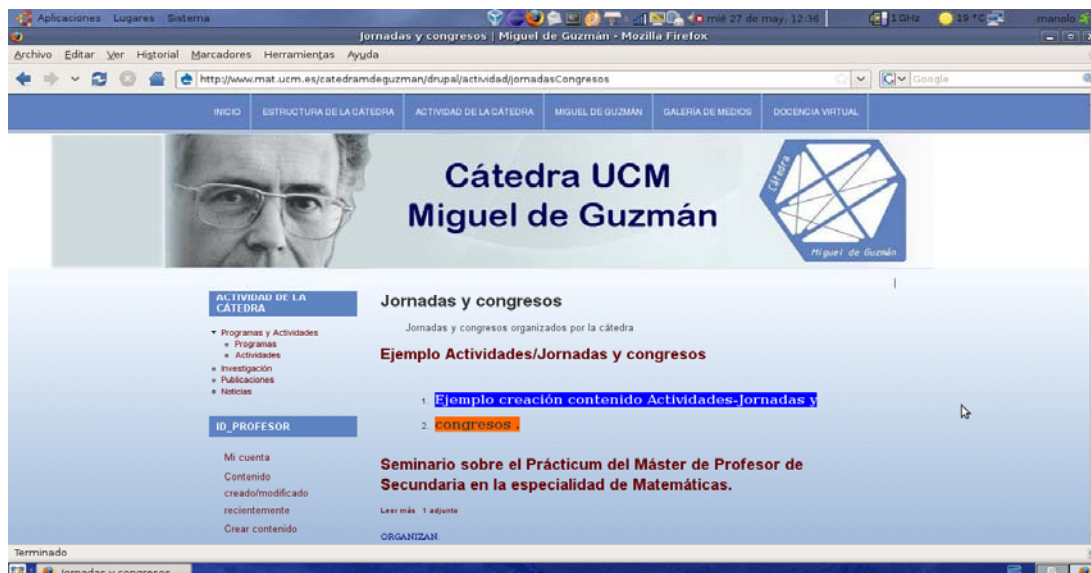 Aplicaciones Lugares Sistema
mié 27 de may, 12:36
1 GHz
19 °C
manolo
Jornadas y congresos | Miguel de Guzmán - Mozilla Firefox
Archivo Editar Ver Historial Marcadores Herramientas Ayuda
http://www.mat.ucm.es/catedramdeguzman/drupal/actividad/jornadasCongresos
Google
INICIO ESTRUCTURA DE LA CÁTEDRA ACTIVIDAD DE LA CÁTEDRA MIGUEL DE GUZMÁN GALERÍA DE MEDIOS DOCENCIA VIRTUAL
Cátedra UCM
Miguel de Guzmán
Cátedra
Miguel de Guzmán
ACTIVIDAD DE LA
CÁTEDRA
Programas y Actividades
Programas
Actividades
Investigación
Publicaciones
Noticias
ID_PROFESOR
Mi cuenta
Contenido
creado/modificado
recientemente
Crear contenido
Jornadas y congresos
Jornadas y congresos organizados por la cátedra
Ejemplo Actividades/Jornadas y congresos
1. Ejemplo creación contenido Actividades-Jornadas y
2. congresos .
Seminario sobre el Prácticum del Máster de Profesor de
Secundaria en la especialidad de Matemáticas.
Leer más 1 adjunto
ORGANIZAN:
Terminado
Jornadas y congresos